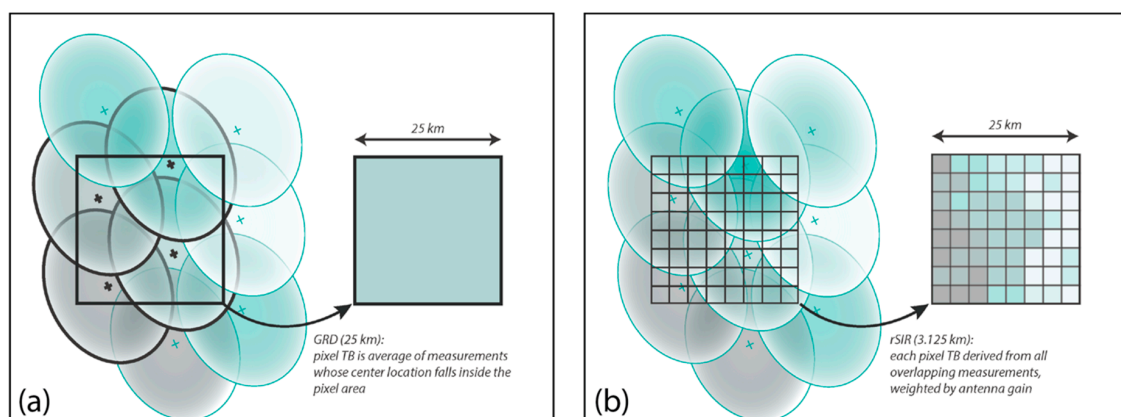 25 km
GRD (25 km):
pixel TB is average of measurements
whose center location falls inside the
pixel area
(a)
25 km
rSIR (3.125 km):
each pixel TB derived from all
overlapping measurements,
weighted by antenna gain
(b)